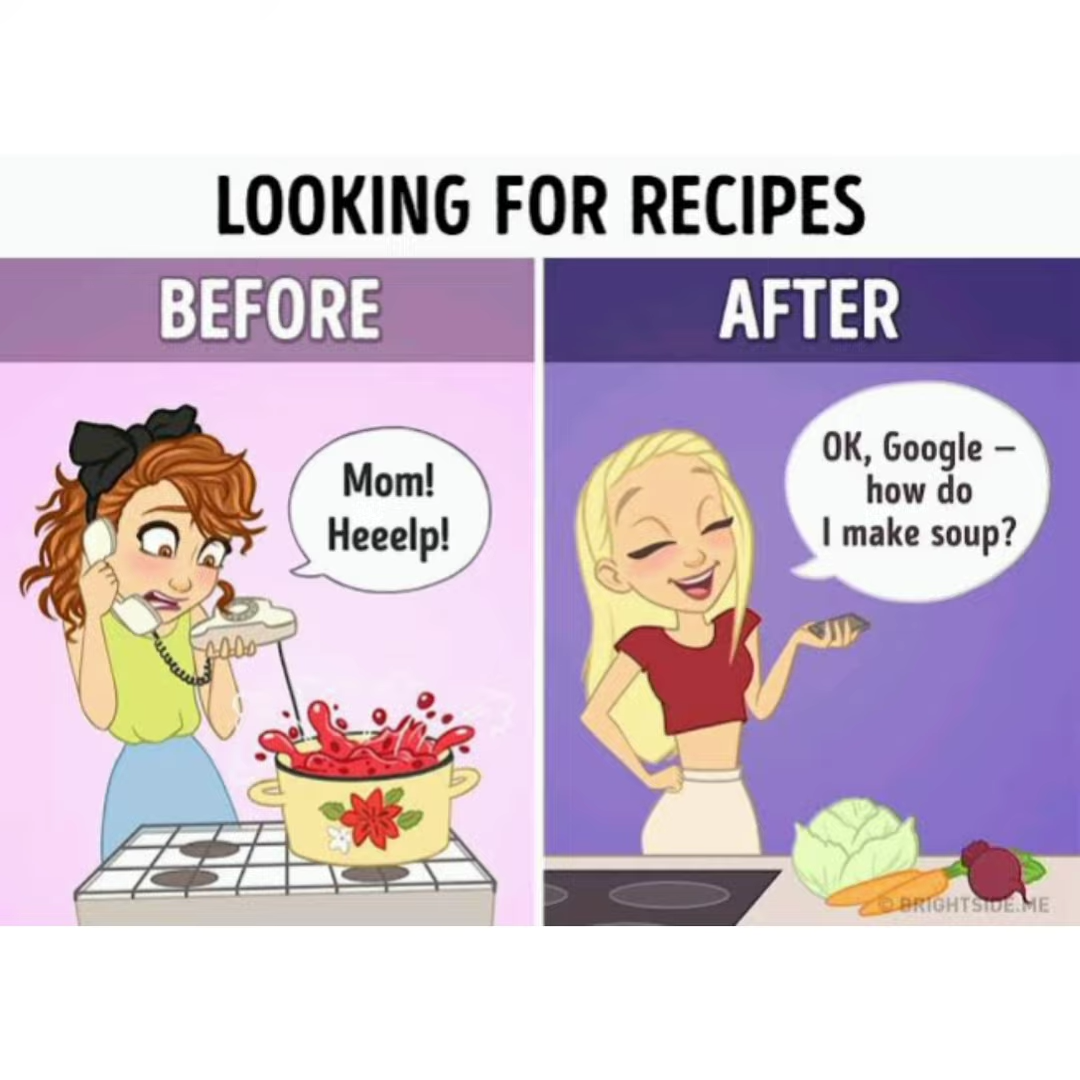 LOOKING FOR RECIPES
BEFORE
AFTER
Mom!
Heeelp!
OK, Google –
how do
I make soup?
© BRIGHTSIDE.ME